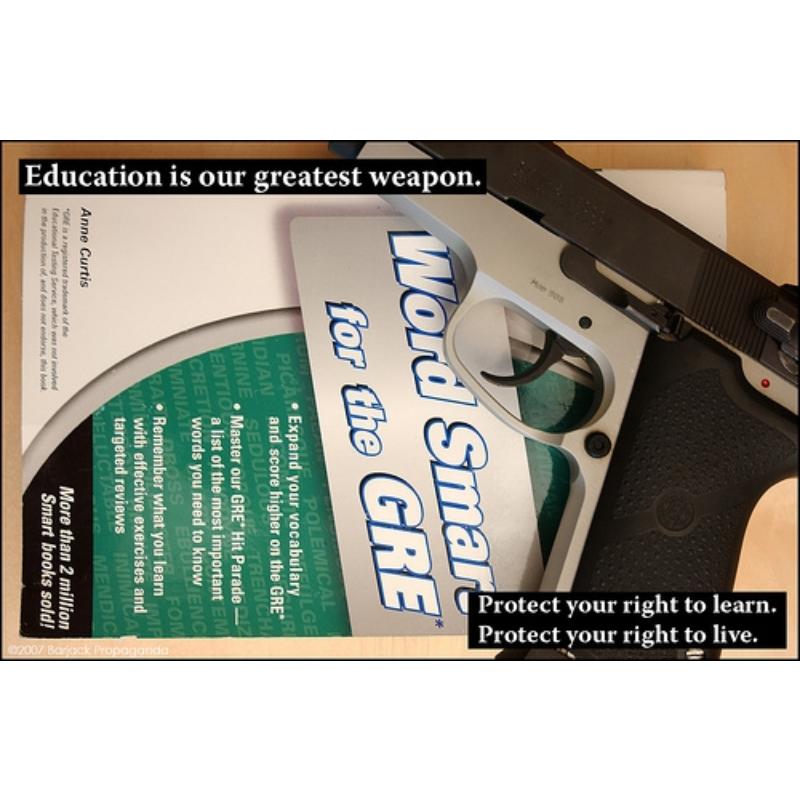 Education is our greatest weapon.
Anne Curtis
*GRE is a registered trademark of the
Educational Testing Service, which was not involved
in the production of, and does not endorse, this book
Word Smart
for the GRE*
• Expand your vocabulary
and score higher on the GRE*
• Master our GRE* Hit Parade—
a list of the most important
words you need to know
• Remember what you learn
with effective exercises and
targeted reviews
POLEMICAL
More than 2 million
Smart books sold!
Protect your right to learn.
Protect your right to live.
©2007 Barjack Propaganda